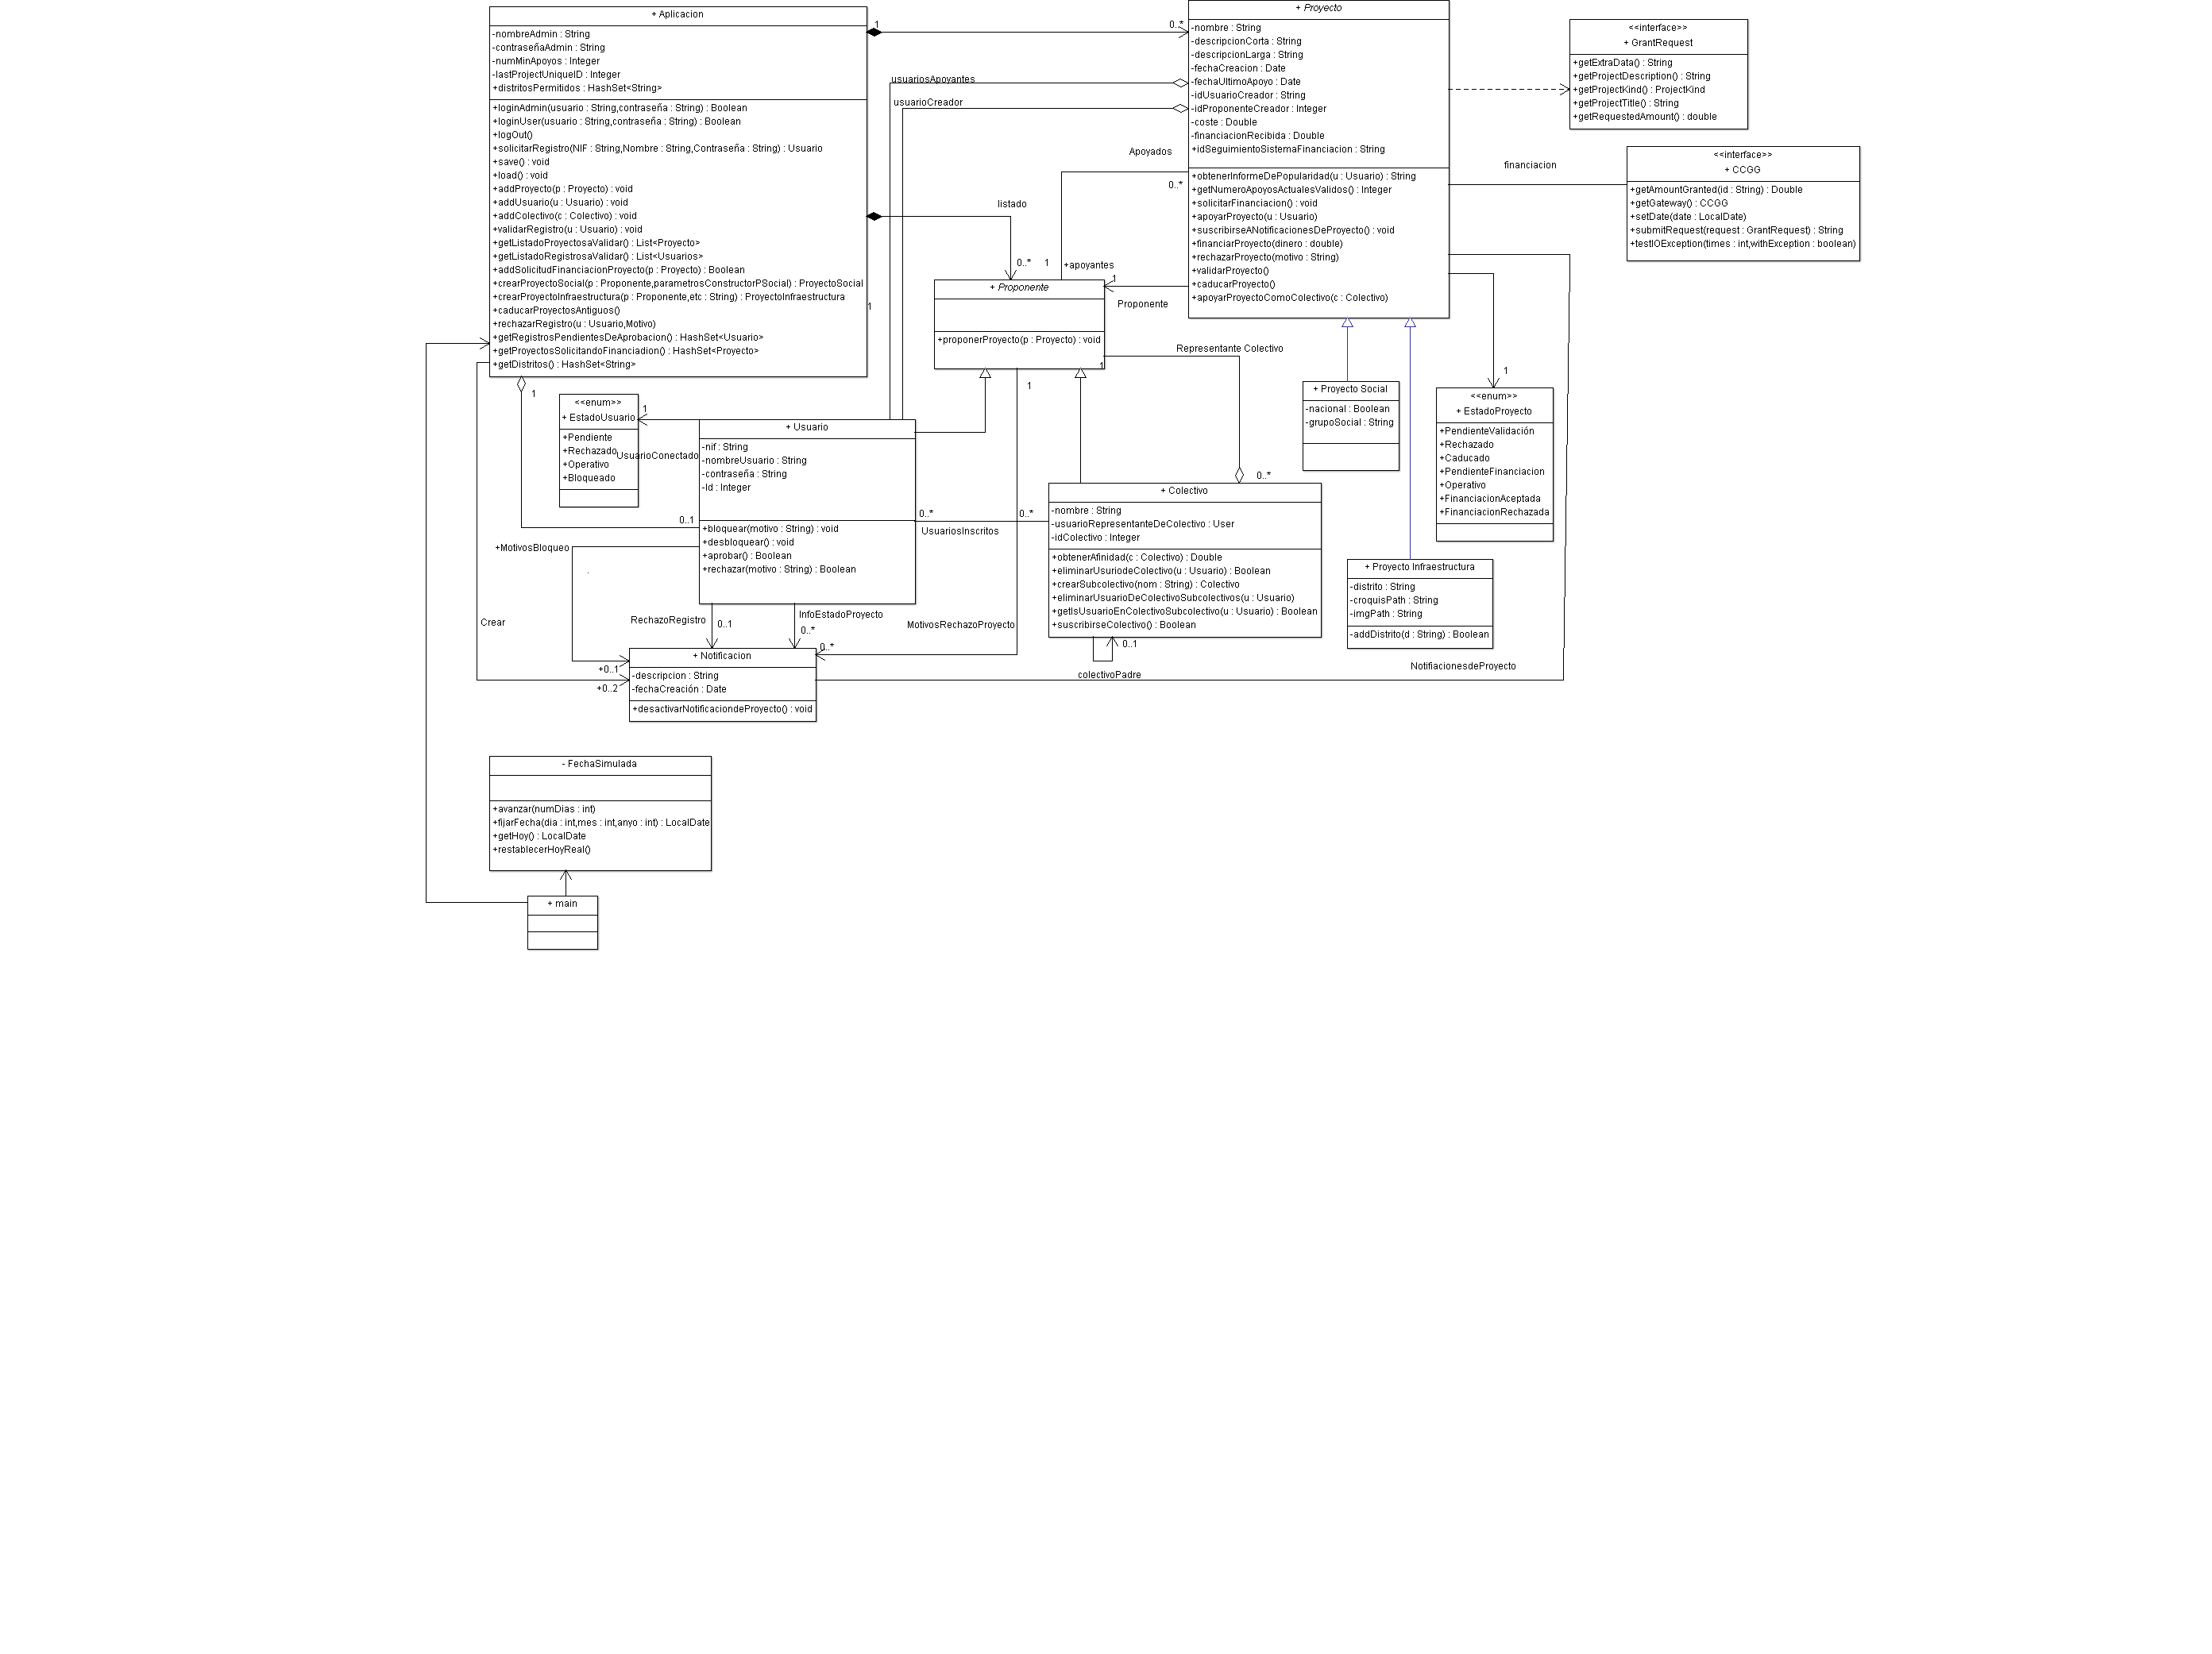 + Aplicacion
-nombreAdmin : String
-contraseñaAdmin : String
-numMinApoyos : Integer
-lastProjectUniqueID : Integer
+distritosPermitidos : HashSet<String>
+loginAdmin(usuario : String,contraseña : String) : Boolean
+loginUser(usuario : String,contraseña : String) : Boolean
+logOut()
+solicitarRegistro(NIF : String,Nombre : String,Contraseña : String) : Usuario
+save() : void
+load() : void
+addProyecto(p : Proyecto) : void
+addUsuario(u : Usuario) : void
+addColectivo(c : Colectivo) : void
+validarRegistro(u : Usuario) : void
+getListadoProyectosaValidar() : List<Proyecto>
+getListadoRegistrosaValidar() : List<Usuarios>
+addSolicitudFinanciacionProyecto(p : Proyecto) : Boolean
+crearProyectoSocial(p : Proponente,parametrosConstructorPSocial) : ProyectoSocial
+crearProyectoInfraestructura(p : Proponente,etc : String) : ProyectoInfraestructura
+caducarProyectosAntiguos()
+rechazarRegistro(u : Usuario,Motivo)
+getRegistrosPendientesDeAprobacion() : HashSet<Usuario>
+getProyectosSolicitandoFinanciadion() : HashSet<Proyecto>
+getDistritos() : HashSet<String>
1
0..*
usuariosApoyantes
usuarioCreador
Apoyados
0..*
listado
0..*
1
+apoyantes
1
Proponente
1
+ Proyecto
-nombre : String
-descripcionCorta : String
-descripcionLarga : String
-fechaCreacion : Date
-fechaUltimoApoyo : Date
-idUsuarioCreador : String
-idProponenteCreador : Integer
-coste : Double
-financiacionRecibida : Double
+idSeguimientoSistemaFinanciacion : String
+obtenerInformeDePopularidad(u : Usuario) : String
+getNumeroApoyosActualesValidos() : Integer
+solicitarFinanciacion() : void
+apoyarProyecto(u : Usuario)
+suscribirseANotificacionesDeProyecto() : void
+financiarProyecto(dinero : double)
+rechazarProyecto(motivo : String)
+validarProyecto()
+caducarProyecto()
+apoyarProyectoComoColectivo(c : Colectivo)
<<interface>>
+ GrantRequest
+getExtraData() : String
+getProjectDescription() : String
+getProjectKind() : ProjectKind
+getProjectTitle() : String
+getRequestedAmount() : double
financiacion
<<interface>>
+ CCGG
+getAmountGranted(id : String) : Double
+getGateway() : CCGG
+setDate(date : LocalDate)
+submitRequest(request : GrantRequest) : String
+testIOException(times : int,withException : boolean)
+ Proponente
+proponerProyecto(p : Proyecto) : void
1
1
Representante Colectivo
0..*
+ Proyecto Social
-nacional : Boolean
-grupoSocial : String
1
<<enum>>
+ EstadoProyecto
+PendienteValidación
+Rechazado
+Caducado
+PendienteFinanciacion
+Operativo
+FinanciacionAceptada
+FinanciacionRechazada
1
<<enum>>
+ EstadoUsuario
+Pendiente
+Rechazado
+Operativo
+Bloqueado
1
UsuarioConectado
0..1
+ Usuario
-nif : String
-nombreUsuario : String
-contraseña : String
-Id : Integer
+bloquear(motivo : String) : void
+desbloquear() : void
+aprobar() : Boolean
+rechazar(motivo : String) : Boolean
0..*
0..*
UsuariosInscritos
+ Colectivo
-nombre : String
-usuarioRepresentanteDeColectivo : User
-idColectivo : Integer
+obtenerAfinidad(c : Colectivo) : Double
+eliminarUsuriodeColectivo(u : Usuario) : Boolean
+crearSubcolectivo(nom : String) : Colectivo
+eliminarUsuarioDeColectivoSubcolectivos(u : Usuario)
+getIsUsuarioEnColectivoSubcolectivo(u : Usuario) : Boolean
+suscribirseColectivo() : Boolean
0..1
colectivoPadre
+ Proyecto Infraestructura
-distrito : String
-croquisPath : String
-imgPath : String
-addDistrito(d : String) : Boolean
NotifiacionesdeProyecto
+MotivosBloqueo
.
Crear
RechazoRegistro
0..1
InfoEstadoProyecto
0..*
MotivosRechazoProyecto
0..*
+0..1
+0..2
+ Notificacion
-descripcion : String
-fechaCreación : Date
+desactivarNotificaciondeProyecto() : void
- FechaSimulada
+avanzar(numDias : int)
+fijarFecha(dia : int,mes : int,anyo : int) : LocalDate
+getHoy() : LocalDate
+restablecerHoyReal()
+ main